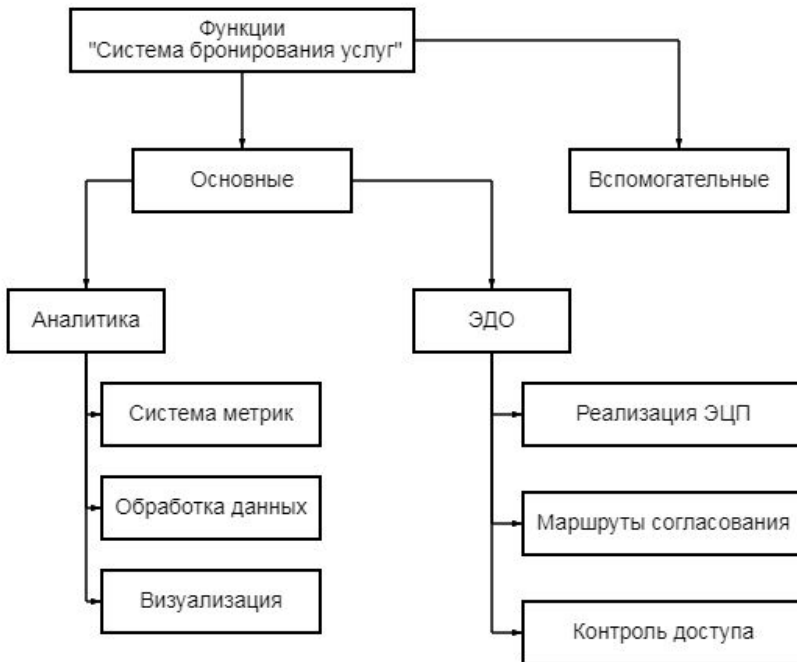 Функции
"Система бронирования услуг"
Основные
Вспомогательные
Аналитика
ЭДО
Система метрик
Реализация ЭЦП
Обработка данных
Маршруты согласования
Визуализация
Контроль доступа